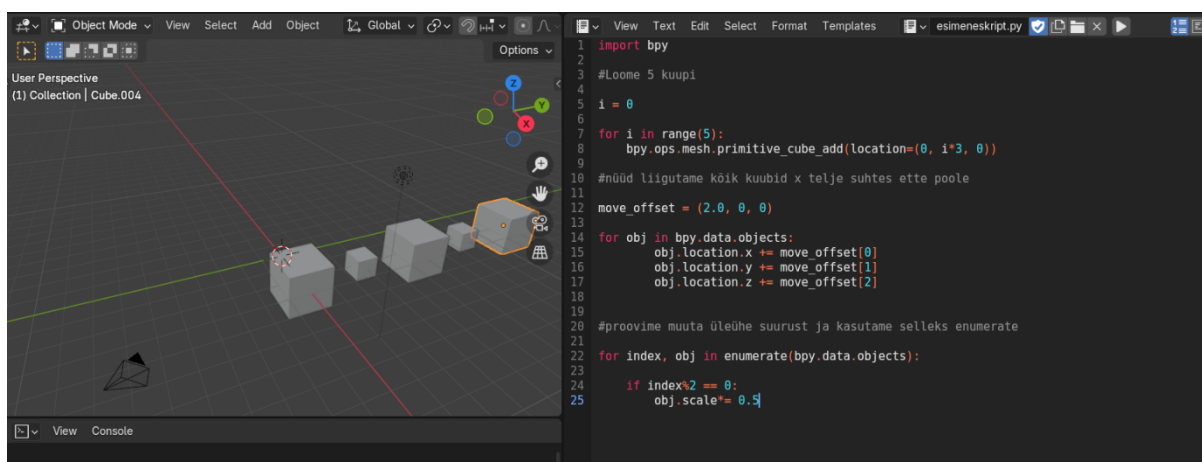 Object Mode View Select Add Object Global
Options
User Perspective
(1) Collection | Cube.004
Z
Y
X
View Console
View Text Edit Select Format Templates esimeneskript.py
1 import bpy
2
3 #Loome 5 kuupi
4
5 i = 0
6
7 for i in range(5):
8 bpy.ops.mesh.primitive_cube_add(location=(0, i*3, 0))
9
10 #nüüd liigutame kõik kuubid x telje suhtes ette poole
11
12 move_offset = (2.0, 0, 0)
13
14 for obj in bpy.data.objects:
15 obj.location.x += move_offset[0]
16 obj.location.y += move_offset[1]
17 obj.location.z += move_offset[2]
18
19
20 #proovime muuta üleühe suurust ja kasutame selleks enumerate
21
22 for index, obj in enumerate(bpy.data.objects):
23
24 if index%2 == 0:
25 obj.scale*= 0.5